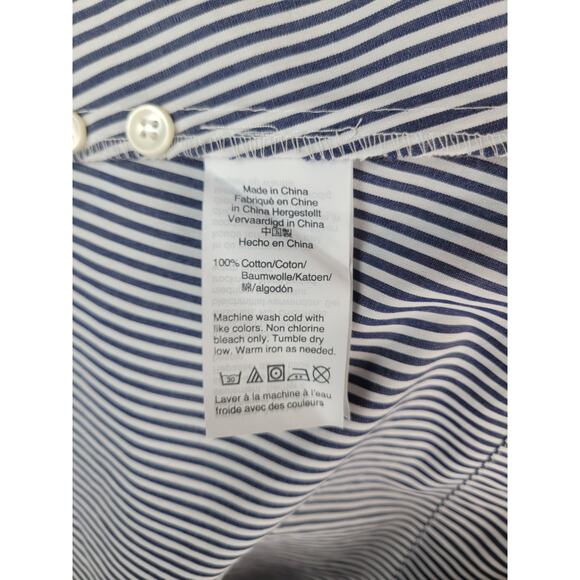 Made in China
Fabriqué en Chine
in China Hergestellt
Vervaardigd in China
中国製
Hecho en China
100% Cotton/Coton/
Baumwolle/Katoen/
綿/algodón
Machine wash cold with
like colors. Non chlorine
bleach only. Tumble dry
low. Warm iron as needed.
30
Laver à la machine à l'eau
froide avec des couleurs